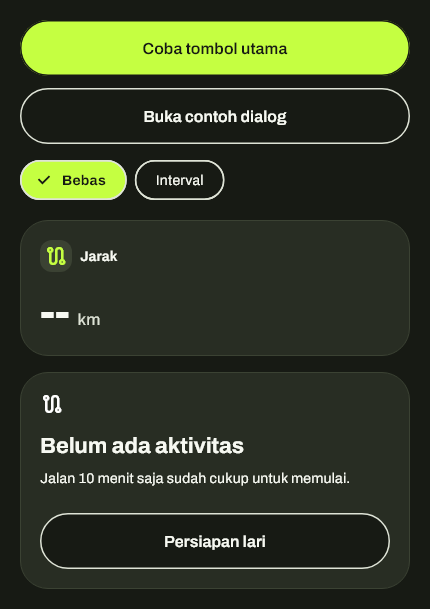 Coba tombol utama
Buka contoh dialog
Bebas
Interval
Jarak
-- km
Belum ada aktivitas
Jalan 10 menit saja sudah cukup untuk memulai.
Persiapan lari